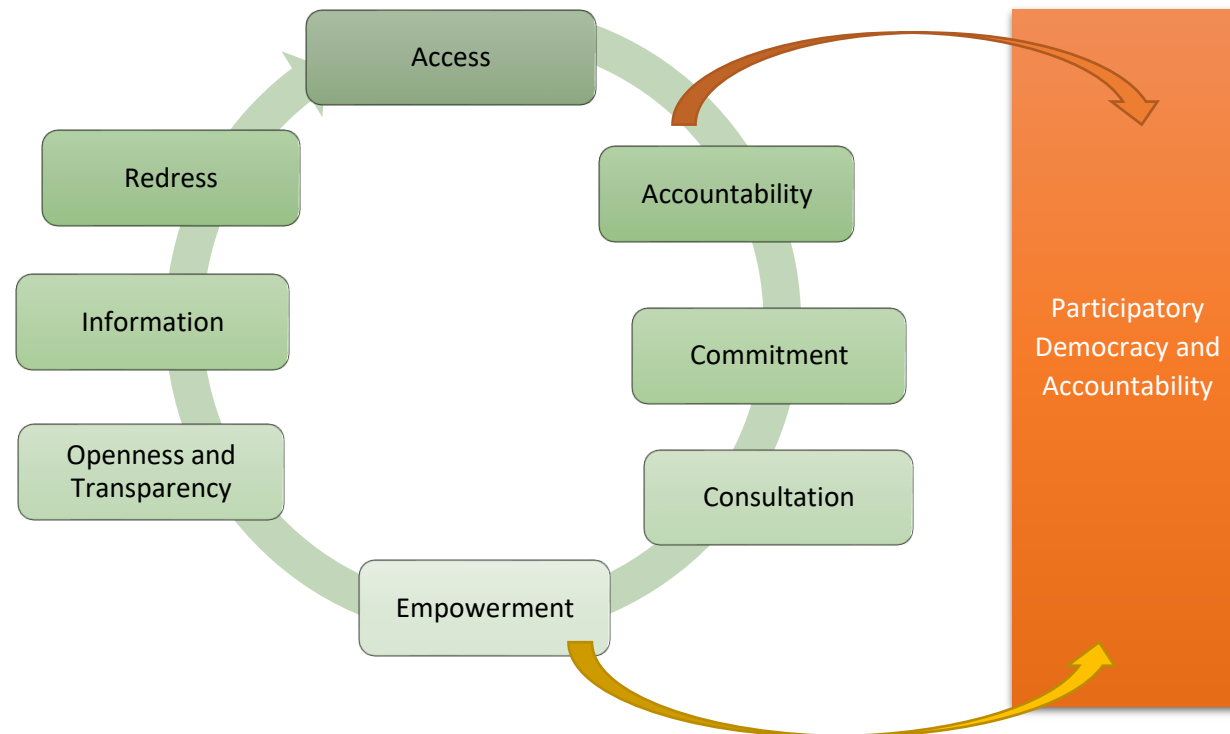 Access
Accountability
Commitment
Consultation
Empowerment
Openness and
Transparency
Information
Redress
Participatory
Democracy and
Accountability